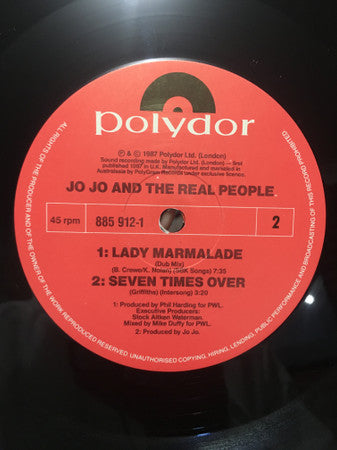 polydor
℗ & © 1987 Polydor Ltd. (London)
Sound recording made by Polydor Ltd. (London) — first
published 1987 in U.K. Manufactured and marketed in
Australasia by PolyGram Records under exclusive licence.
JO JO AND THE REAL PEOPLE
45 rpm 885 912-1 2
1: LADY MARMALADE
(Dub Mix)
(B. Crewe/K. Nolan) (SBK Songs) 7:35
2: SEVEN TIMES OVER
(Griffiths) (Intersong) 3:20
1: Produced by Phil Harding for PWL.
Executive Producers:
Stock Aitken Waterman.
Mixed by Mike Duffy for PWL.
2: Produced by Jo Jo.
ALL RIGHTS OF THE PRODUCER AND OF THE OWNER OF THE WORK REPRODUCED RESERVED. UNAUTHORISED COPYING, HIRING, LENDING, PUBLIC PERFORMANCE AND BROADCASTING OF THIS RECORD PROHIBITED